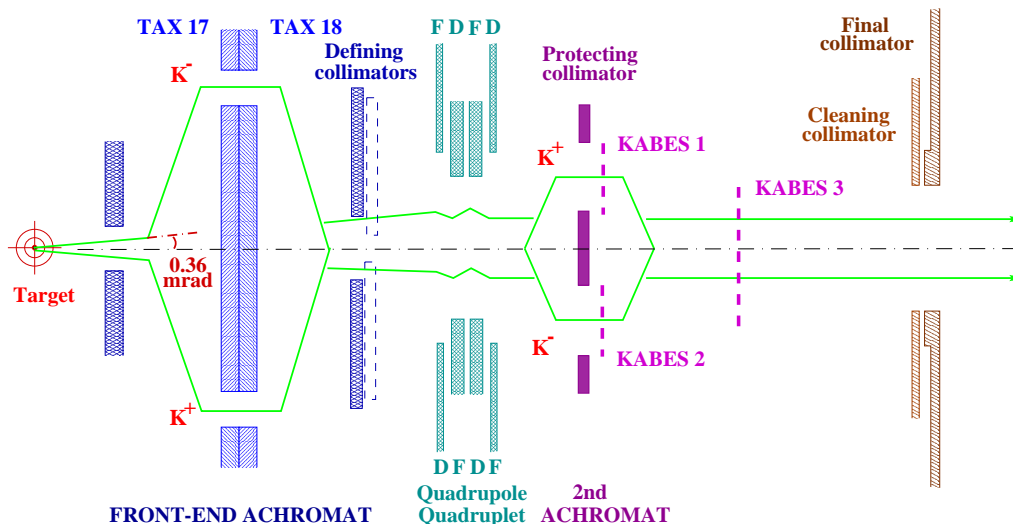 TAX 17 TAX 18
F D F D
Final
collimator
Defining
collimators
Protecting
collimator
K-
Cleaning
collimator
KABES 1
K+
KABES 3
0.36
mrad
Target
K-
KABES 2
K+
D F D F
Quadrupole
Quadruplet
2nd
ACHROMAT
FRONT-END ACHROMAT